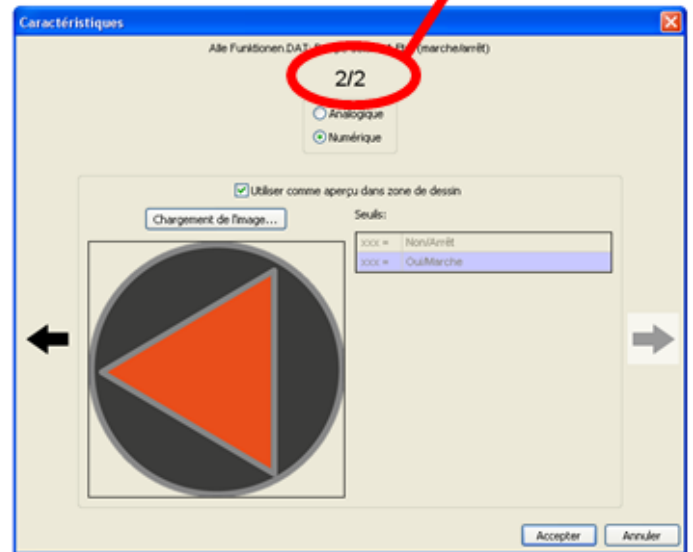 Caractéristiques
Alle Funktionen.DAT: (marche/arrêt)
2/2
Analogique
Numérique
Utiliser comme aperçu dans zone de dessin
Chargement de l'image...
Seuils:
xxx = Non/Arrêt
xxx = Oui/Marche
Accepter Annuler